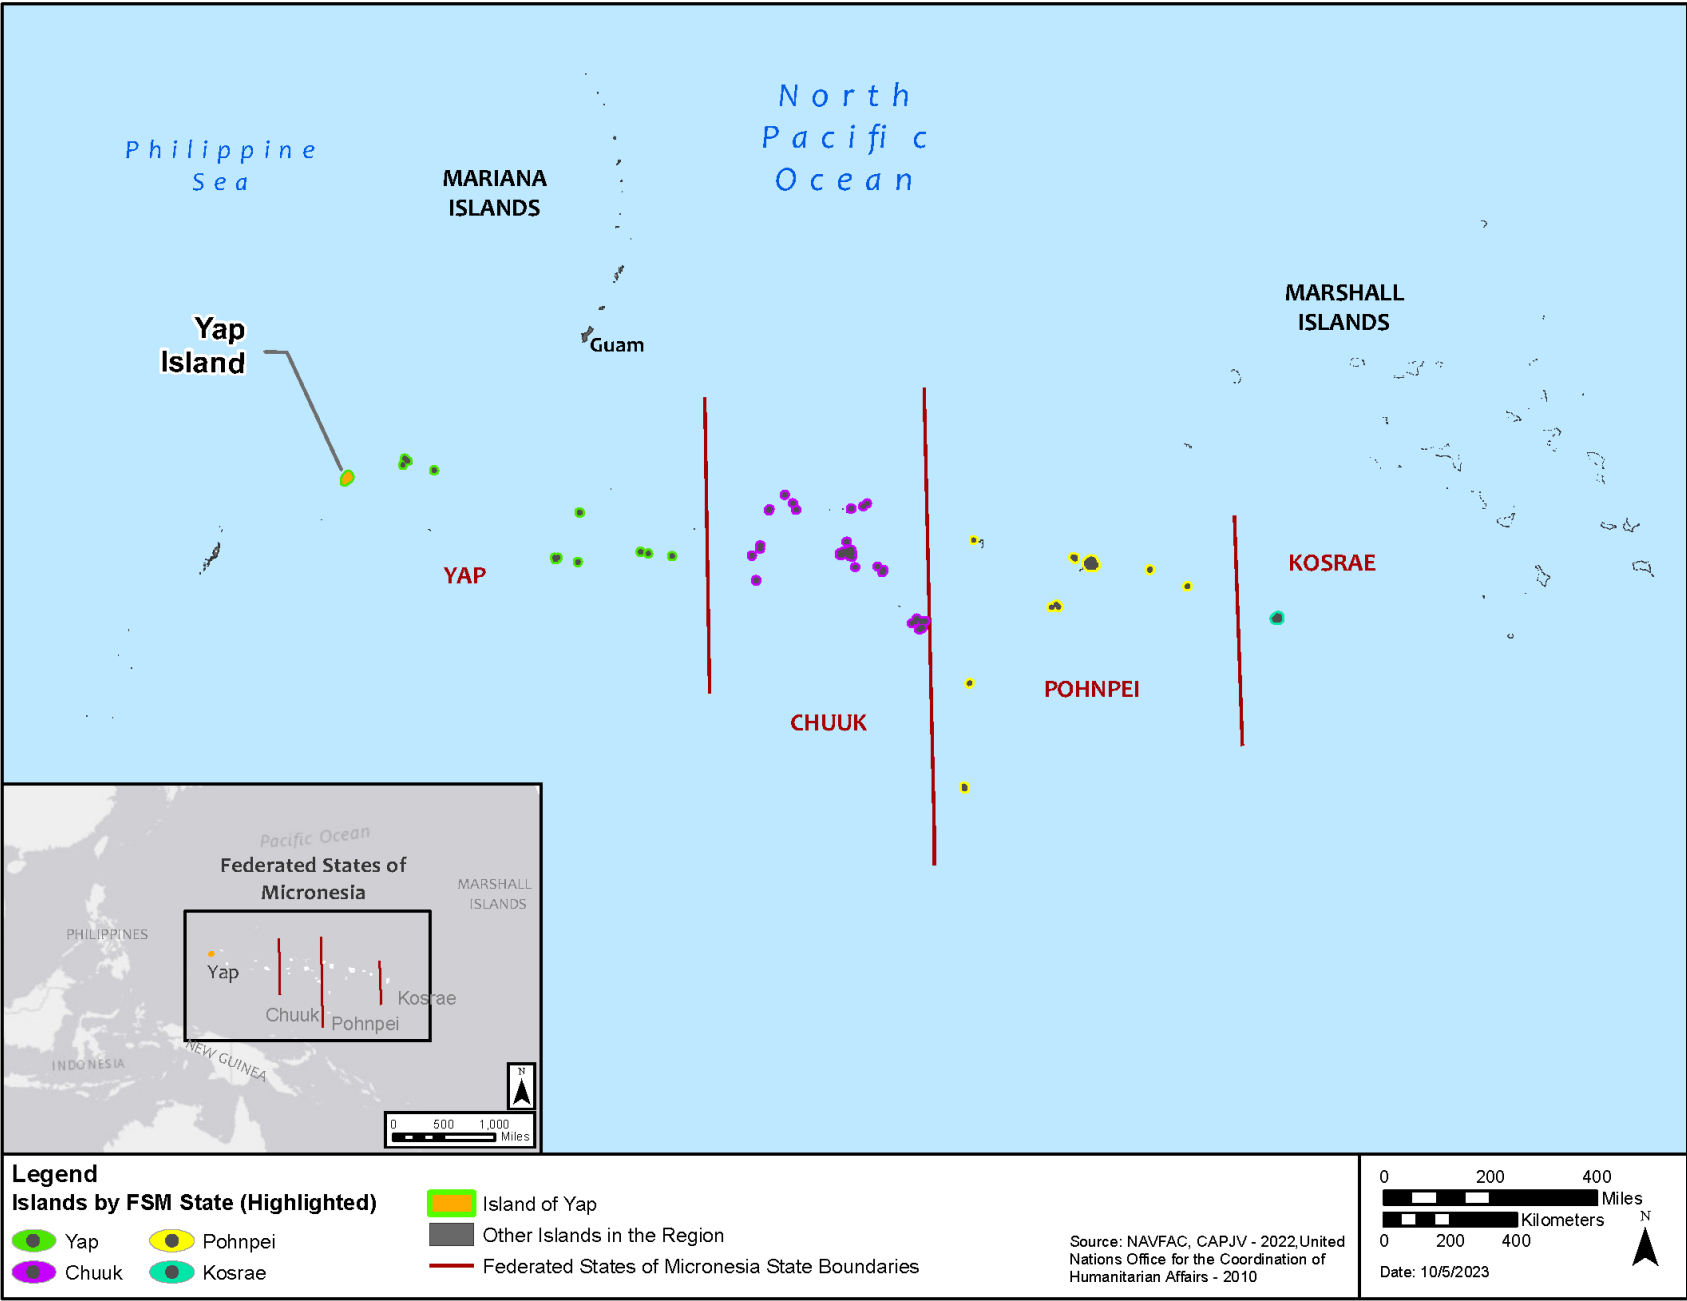 North
Pacific
Ocean
Philippine
Sea
MARIANA
ISLANDS
MARSHALL
ISLANDS
Yap
Island
Guam
YAP
KOSRAE
POHNPEI
CHUUK
Pacific Ocean
Federated States of
Micronesia
MARSHALL
ISLANDS
PHILIPPINES
Yap
Kosrae
Chuuk
Pohnpei
NEW GUINEA
INDONESIA
N
0 500 1,000
Miles
Legend
Islands by FSM State (Highlighted)
Yap
Pohnpei
Chuuk
Kosrae
Island of Yap
Other Islands in the Region
Federated States of Micronesia State Boundaries
Source: NAVFAC, CAPJV - 2022,United
Nations Office for the Coordination of
Humanitarian Affairs - 2010
0 200 400
Miles
Kilometers
0 200 400
N
Date: 10/5/2023